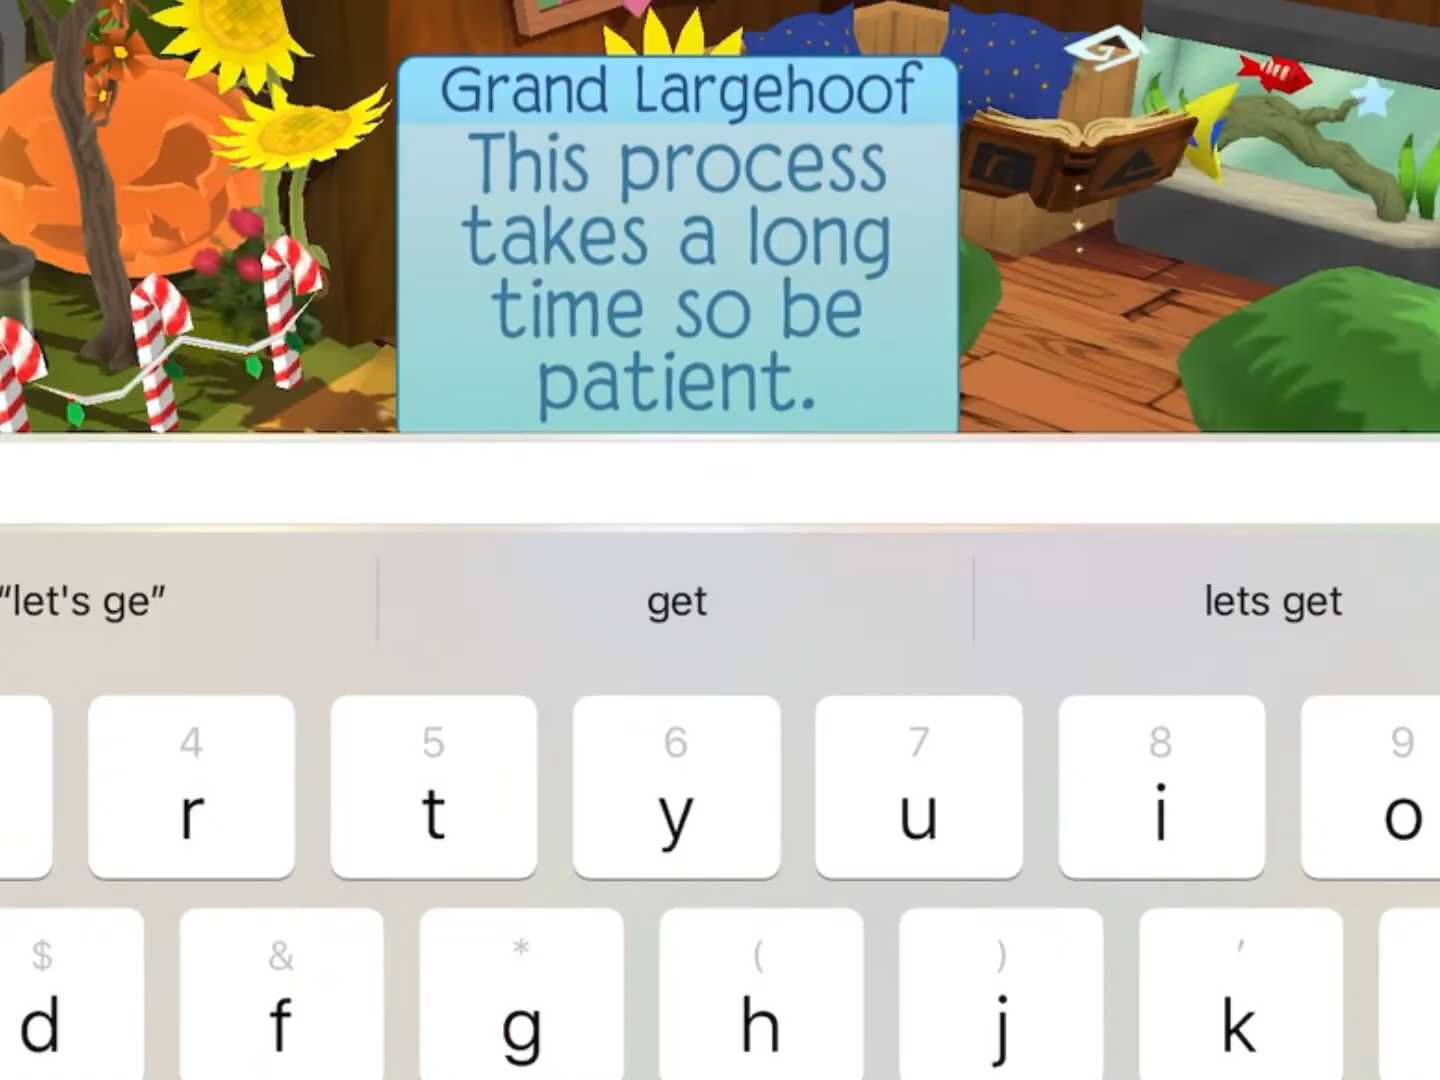 Grand Largehoof
This process
takes a long
time so be
patient.
“let's ge” get lets get
4 5 6 7 8 9
r t y u i o
$ & * ( ) ′
d f g h j k